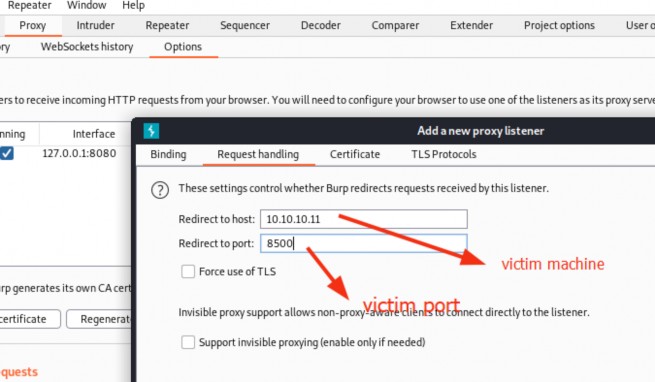 Repeater Window Help
Proxy Intruder Repeater Sequencer Decoder Comparer Extender Project options User o
ry WebSockets history Options
ers to receive incoming HTTP requests from your browser. You will need to configure your browser to use one of the listeners as its proxy serve
Add a new proxy listener
nning Interface
127.0.0.1:8080
Binding Request handling Certificate TLS Protocols
These settings control whether Burp redirects requests received by this listener.
Redirect to host: 10.10.10.11
Redirect to port: 8500
victim machine
Force use of TLS
rp generates its own CA cert
victim port
Invisible proxy support allows non-proxy-aware clients to connect directly to the listener.
certificate Regenerat
Support invisible proxying (enable only if needed)
quests